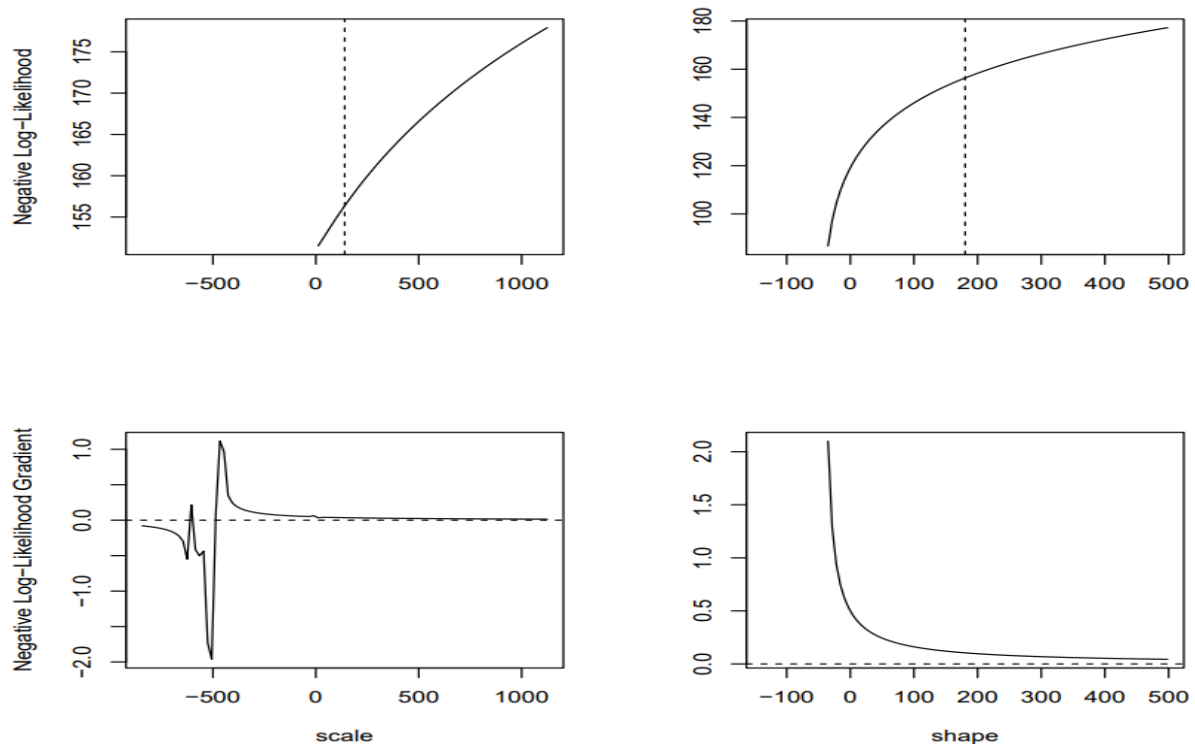 Negative Log-Likelihood
155 160 165 170 175
−500 0 500 1000
100 120 140 160 180
−100 0 100 200 300 400 500
Negative Log-Likelihood Gradient
−2.0 −1.0 0.0 1.0
−500 0 500 1000
scale
0.0 0.5 1.0 1.5 2.0
−100 0 100 200 300 400 500
shape